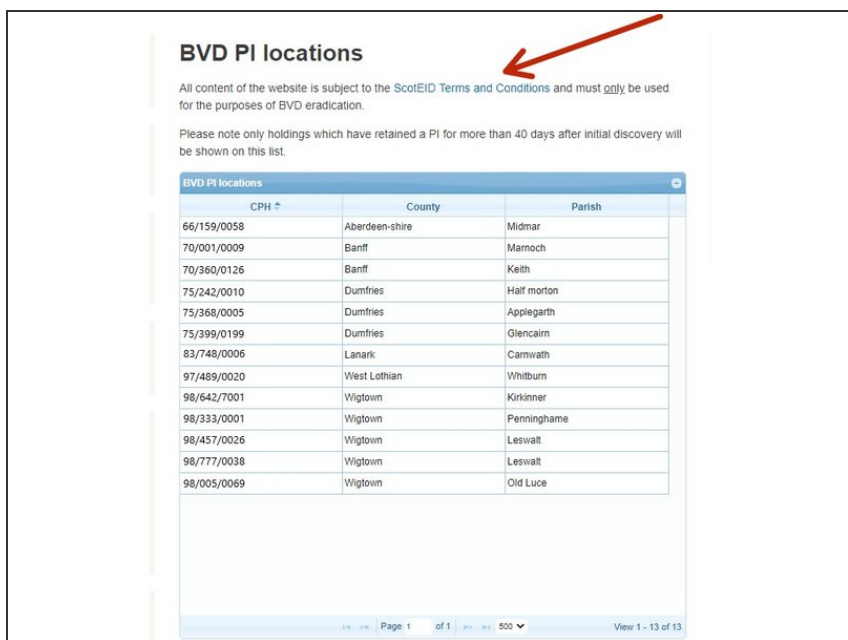 BVD PI locations
All content of the website is subject to the ScotEID Terms and Conditions and must only be used
for the purposes of BVD eradication.
Please note only holdings which have retained a PI for more than 40 days after initial discovery will
be shown on this list.
BVD PI locations
CPH County Parish
66/159/0058 Aberdeen-shire Midmar
70/001/0009 Banff Marnoch
70/360/0126 Banff Keith
75/242/0010 Dumfries Half morton
75/368/0005 Dumfries Applegarth
75/399/0199 Dumfries Glencairn
83/748/0006 Lanark Carnwath
97/489/0020 West Lothian Whitburn
98/642/7001 Wigtown Kirkinner
98/333/0001 Wigtown Penninghame
98/457/0026 Wigtown Leswalt
98/777/0038 Wigtown Leswalt
98/005/0069 Wigtown Old Luce
Page 1 of 1 500 View 1 - 13 of 13